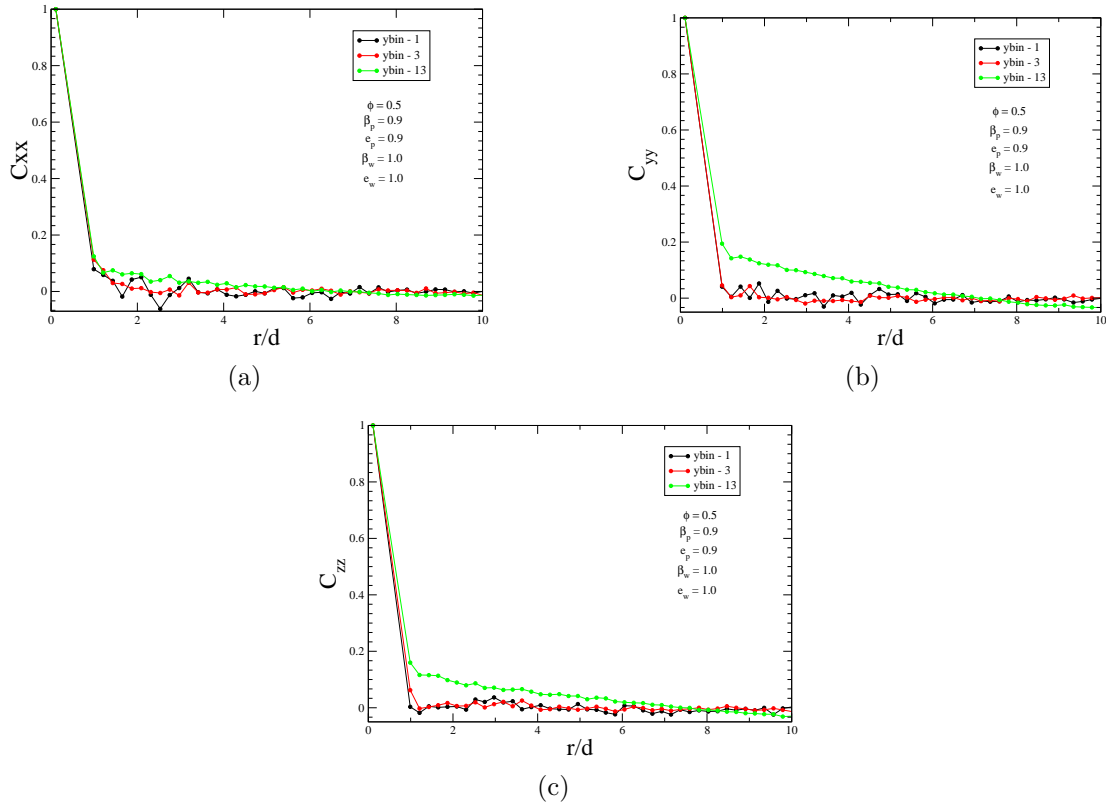 Cxx
1
0.8
0.6
0.4
0.2
0
0 2 4 6 8 10
r/d
ybin - 1
ybin - 3
ybin - 13
ϕ = 0.5
β_p = 0.9
e_p = 0.9
β_w = 1.0
e_w = 1.0
(a)
C_yy
1
0.8
0.6
0.4
0.2
0
0 2 4 6 8 10
r/d
ybin - 1
ybin - 3
ybin - 13
ϕ = 0.5
β_p = 0.9
e_p = 0.9
β_w = 1.0
e_w = 1.0
(b)
C_zz
1
0.8
0.6
0.4
0.2
0
0 2 4 6 8 10
r/d
ybin - 1
ybin - 3
ybin - 13
ϕ = 0.5
β_p = 0.9
e_p = 0.9
β_w = 1.0
e_w = 1.0
(c)